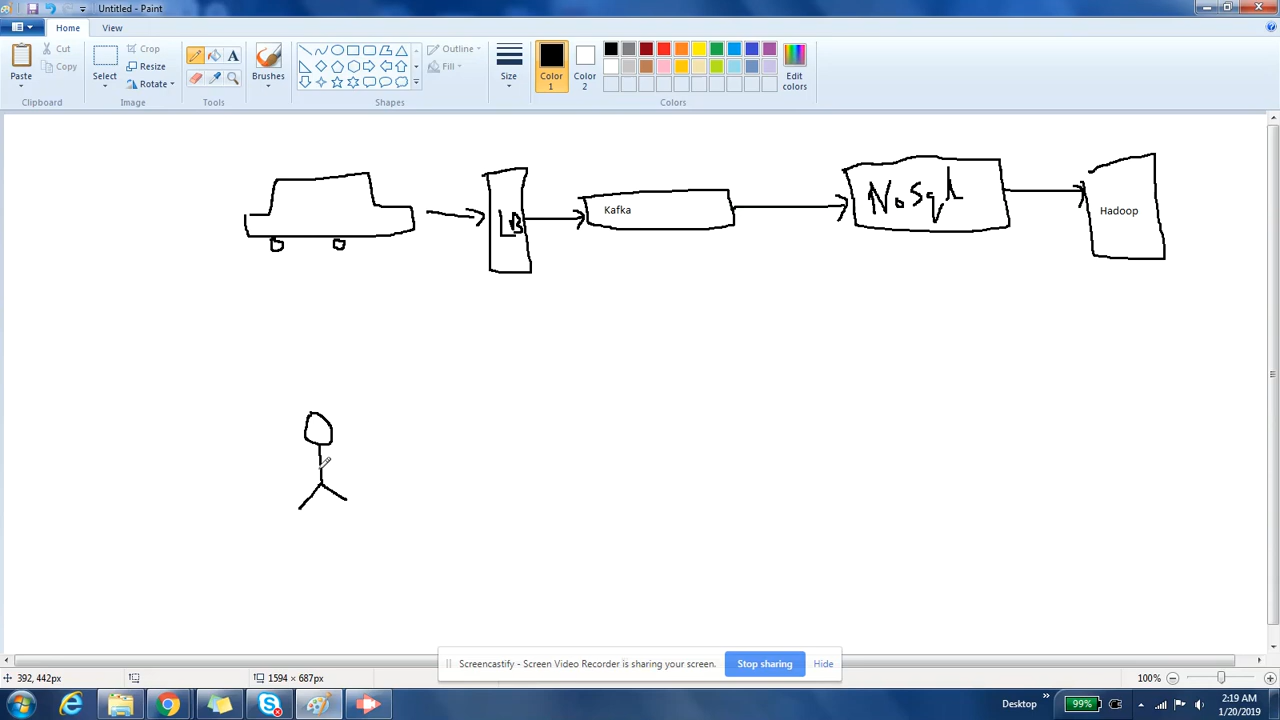 Untitled - Paint
Home
View
Paste
Cut
Copy
Clipboard
Select
Crop
Resize
Rotate
Image
A
Tools
Brushes
Outline
Fill
Shapes
Size
Color 1
Color 2
Edit colors
Colors
LB
Kafka
NoSql
Hadoop
Screencastify - Screen Video Recorder is sharing your screen.
Stop sharing
Hide
392, 442px
1594 × 687px
100%
Desktop
99%
2:19 AM
1/20/2019